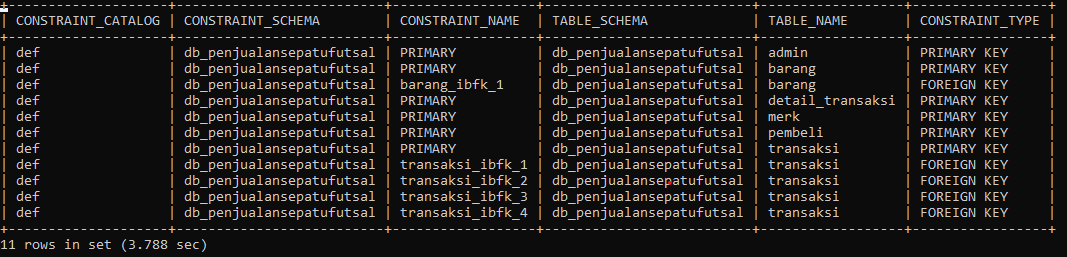 +--------------------+-------------------------+-------------------+-------------------------+------------------+-----------------+
| CONSTRAINT_CATALOG | CONSTRAINT_SCHEMA       | CONSTRAINT_NAME | TABLE_SCHEMA            | TABLE_NAME       | CONSTRAINT_TYPE |
+--------------------+-------------------------+-------------------+-------------------------+------------------+-----------------+
| def                | db_penjualansepatufutsal | PRIMARY          | db_penjualansepatufutsal | admin            | PRIMARY KEY     |
| def                | db_penjualansepatufutsal | PRIMARY          | db_penjualansepatufutsal | barang           | PRIMARY KEY     |
| def                | db_penjualansepatufutsal | barang_ibfk_1    | db_penjualansepatufutsal | barang           | FOREIGN KEY     |
| def                | db_penjualansepatufutsal | PRIMARY          | db_penjualansepatufutsal | detail_transaksi | PRIMARY KEY     |
| def                | db_penjualansepatufutsal | PRIMARY          | db_penjualansepatufutsal | merk             | PRIMARY KEY     |
| def                | db_penjualansepatufutsal | PRIMARY          | db_penjualansepatufutsal | pembeli          | PRIMARY KEY     |
| def                | db_penjualansepatufutsal | PRIMARY          | db_penjualansepatufutsal | transaksi        | PRIMARY KEY     |
| def                | db_penjualansepatufutsal | transaksi_ibfk_1 | db_penjualansepatufutsal | transaksi        | FOREIGN KEY     |
| def                | db_penjualansepatufutsal | transaksi_ibfk_2 | db_penjualansepatufutsal | transaksi        | FOREIGN KEY     |
| def                | db_penjualansepatufutsal | transaksi_ibfk_3 | db_penjualansepatufutsal | transaksi        | FOREIGN KEY     |
| def                | db_penjualansepatufutsal | transaksi_ibfk_4 | db_penjualansepatufutsal | transaksi        | FOREIGN KEY     |
+--------------------+-------------------------+-------------------+-------------------------+------------------+-----------------+
11 rows in set (3.788 sec)